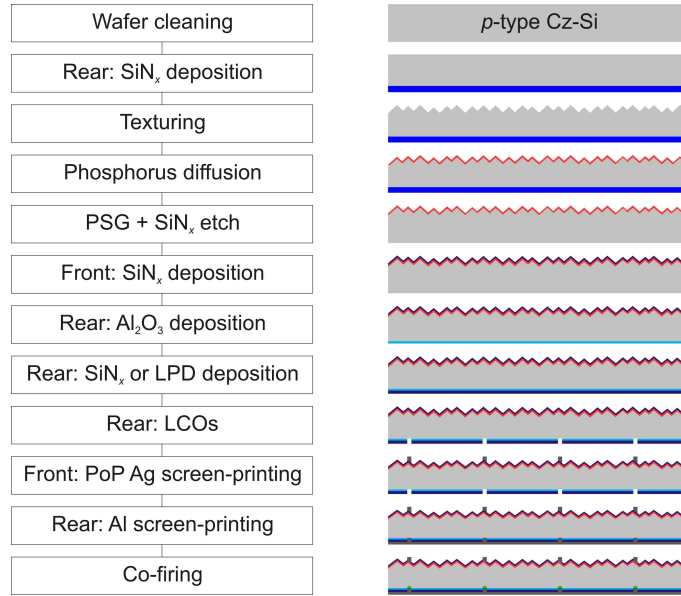 Wafer cleaning
p-type Cz-Si
Rear: SiNₓ deposition
Texturing
Phosphorus diffusion
PSG + SiNₓ etch
Front: SiNₓ deposition
Rear: Al₂O₃ deposition
Rear: SiNₓ or LPD deposition
Rear: LCOs
Front: PoP Ag screen-printing
Rear: Al screen-printing
Co-firing